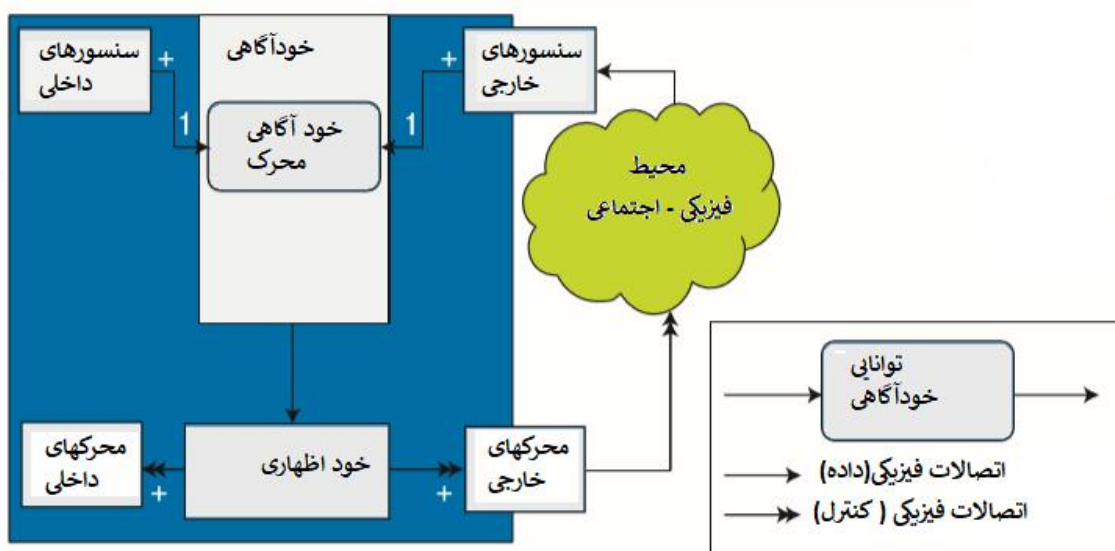 سنسورهای
داخلی
+
1
خودآگاهی
خود آگاهی
محرک
+
1
سنسورهای
خارجی
محیط
فیزیکی - اجتماعی
محرکهای
داخلی
+
خود اظهاری
+
محرکهای
خارجی
توانایی
خودآگاهی
اتصالات فیزیکی(داده)
اتصالات فیزیکی ( کنترل)